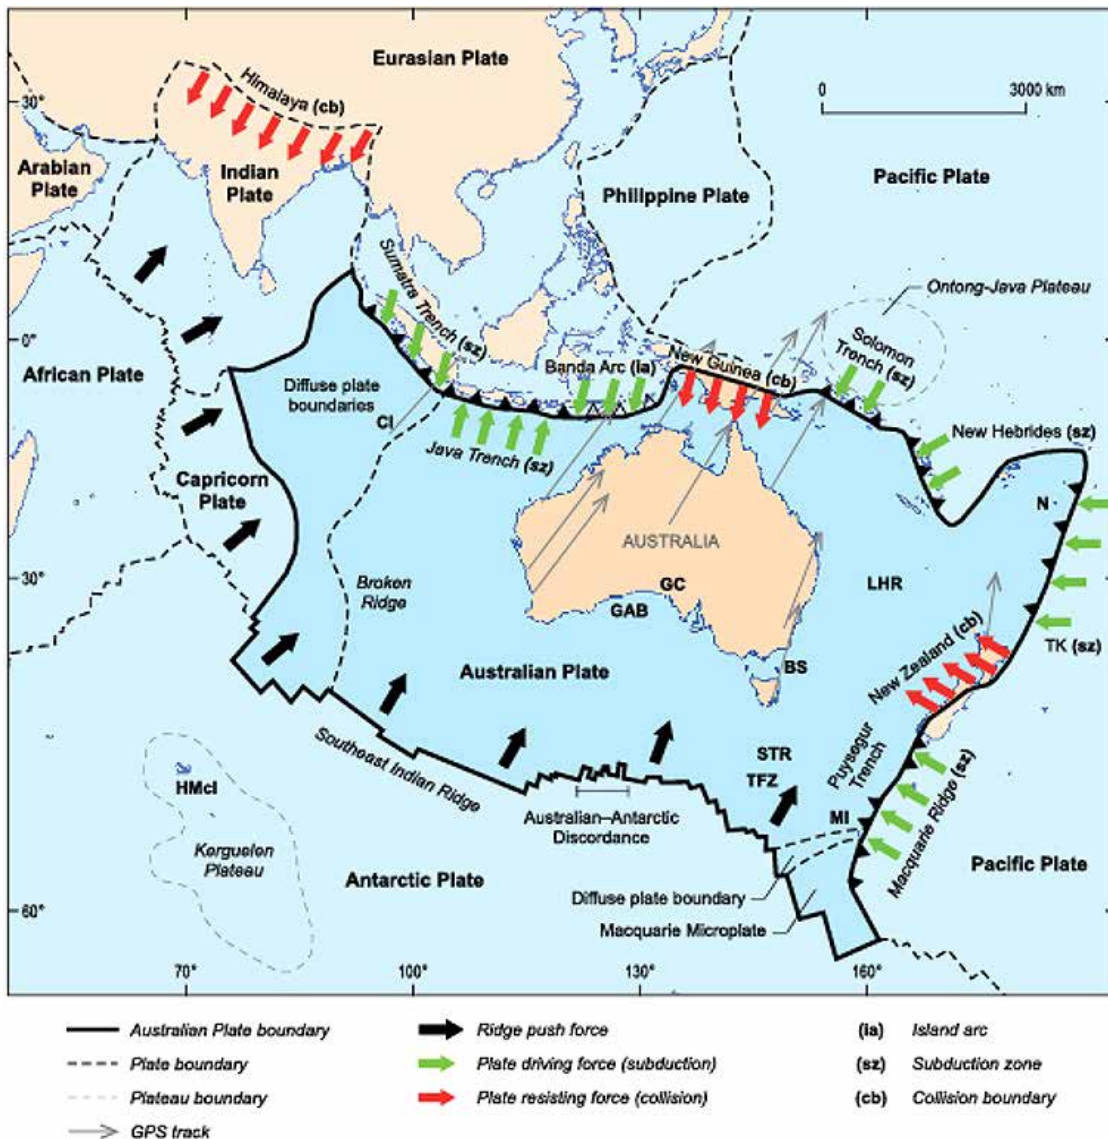 Eurasian Plate
Himalaya (cb)
0
3000 km
30°
Arabian
Plate
Indian
Plate
Philippine Plate
Pacific Plate
Sumatra Trench (sz)
Ontong-Java Plateau
0°
African Plate
Solomon
Trench (sz)
New Guinea (cb)
Banda Arc (ia)
Diffuse plate
boundaries
CI
Java Trench (sz)
New Hebrides (sz)
Capricorn
Plate
N
AUSTRALIA
30°
Broken
Ridge
GC
GAB
LHR
TK (sz)
New Zealand (cb)
BS
Australian Plate
Southeast Indian Ridge
STR
TFZ
Puysegur
Trench
HMcI
MI
Macquarie Ridge (sz)
Australian–Antarctic
Discordance
Kerguelen
Plateau
Antarctic Plate
Pacific Plate
Diffuse plate boundary
60°
Macquarie Microplate
70°
100°
130°
160°
Australian Plate boundary
Ridge push force
(ia) Island arc
Plate boundary
Plate driving force (subduction)
(sz) Subduction zone
Plateau boundary
Plate resisting force (collision)
(cb) Collision boundary
GPS track